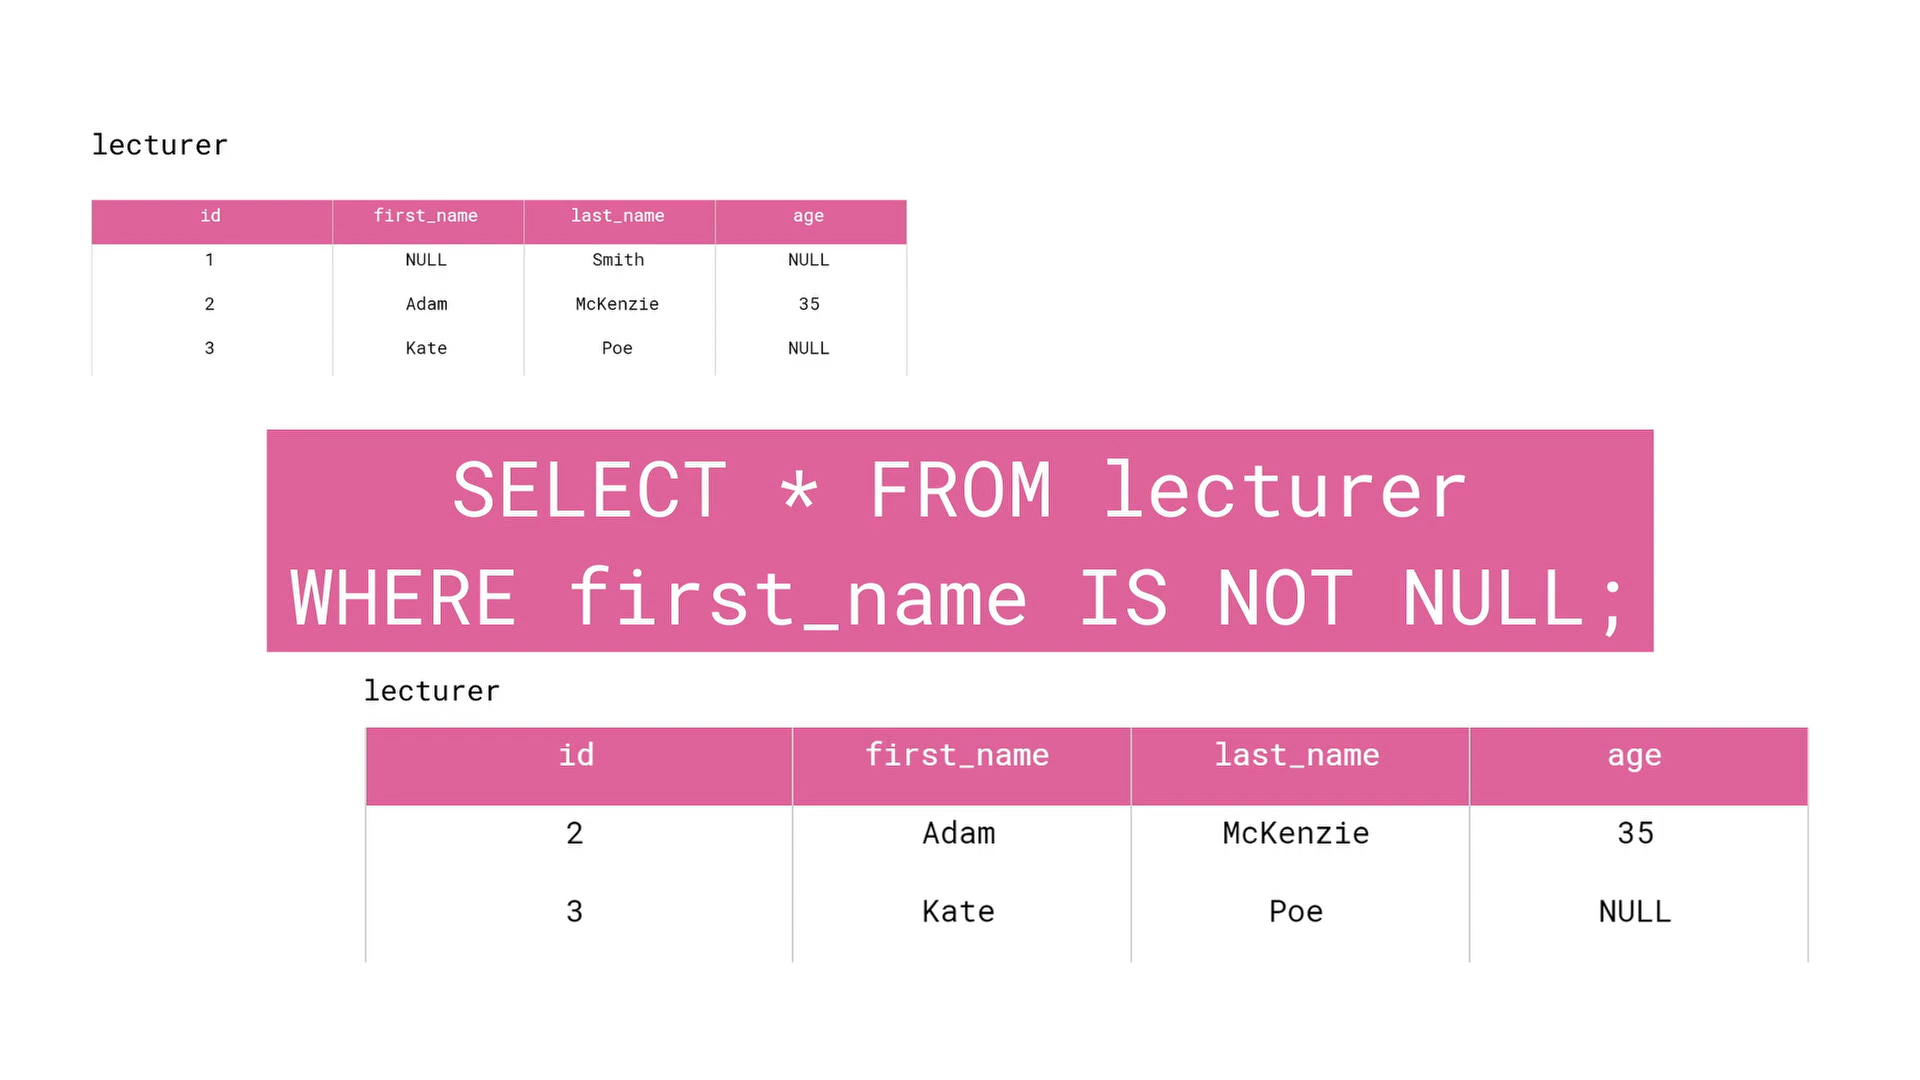 lecturer
id first_name last_name age
1 NULL Smith NULL
2 Adam McKenzie 35
3 Kate Poe NULL
SELECT * FROM lecturer
WHERE first_name IS NOT NULL;
lecturer
id first_name last_name age
2 Adam McKenzie 35
3 Kate Poe NULL